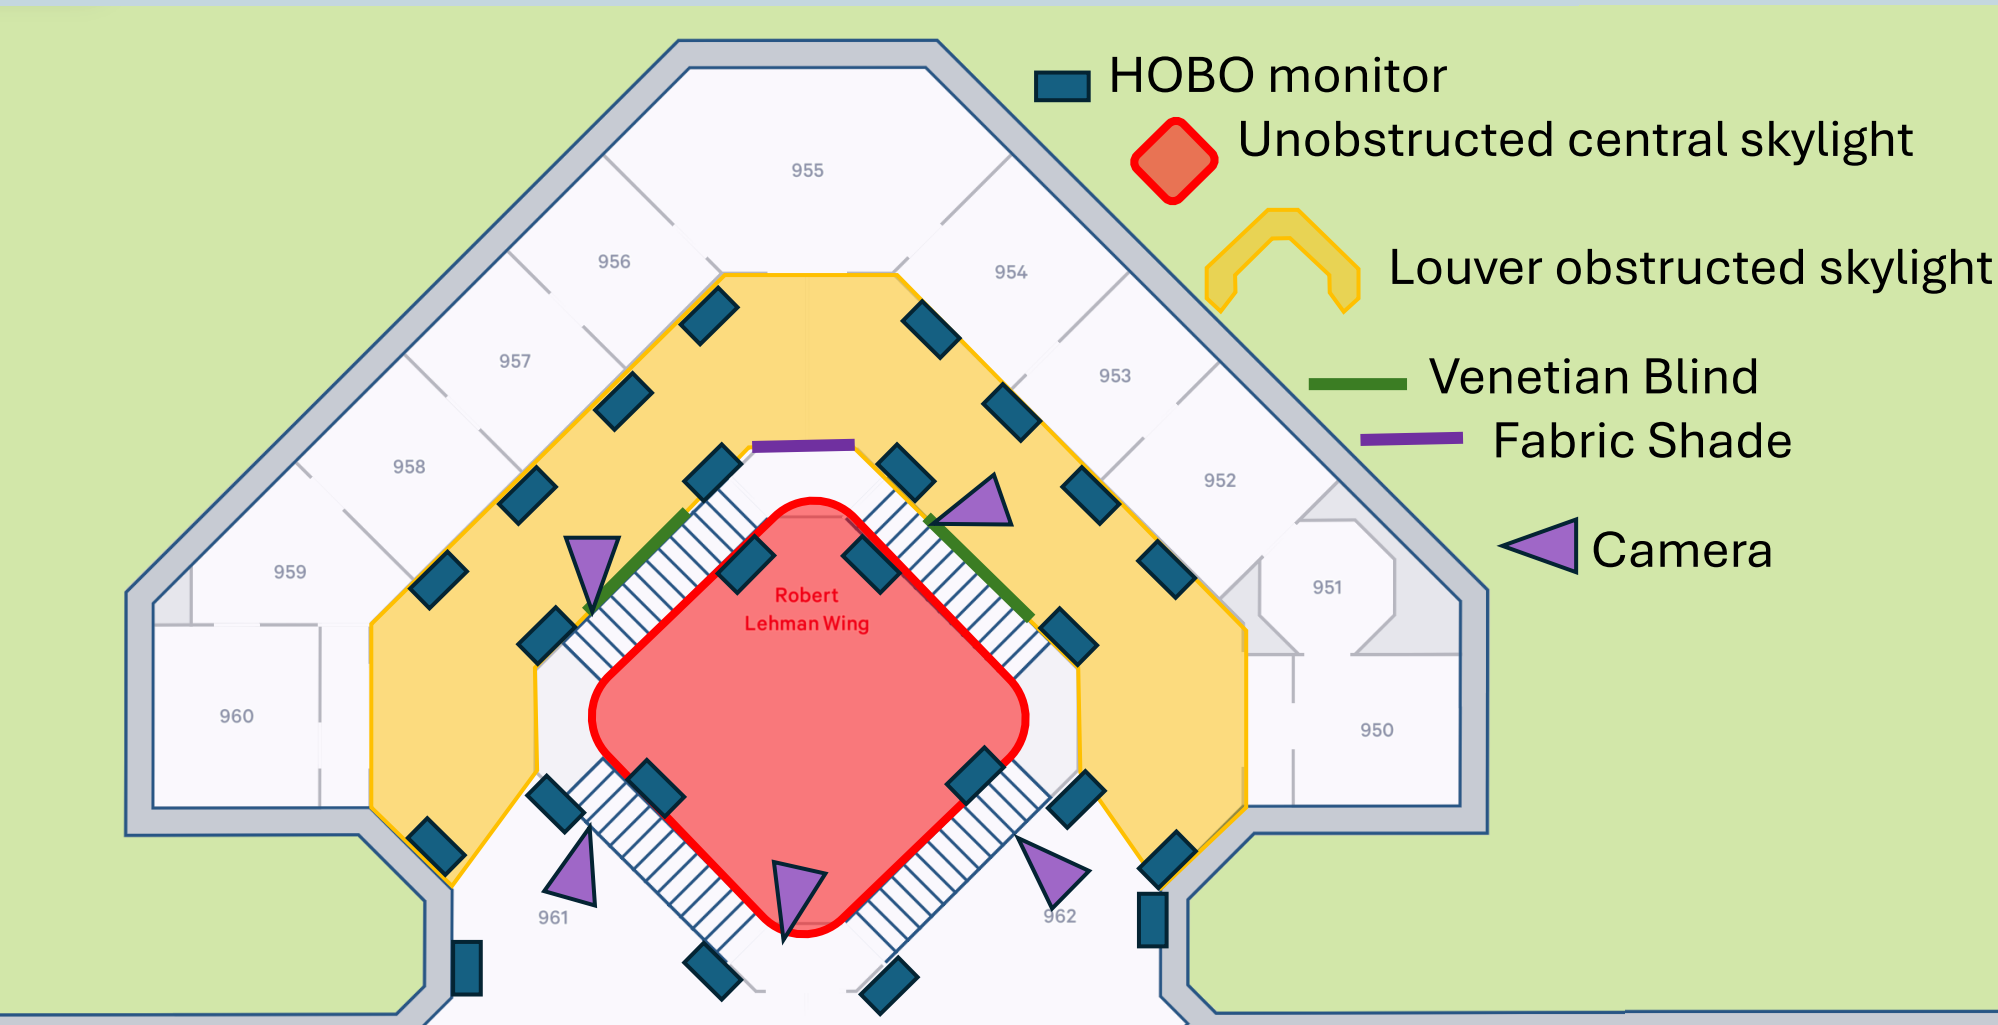 HOBO monitor
Unobstructed central skylight
Louver obstructed skylight
Venetian Blind
Fabric Shade
Camera
955
956
954
957
953
958
952
959
951
Robert
Lehman Wing
960
950
961
962